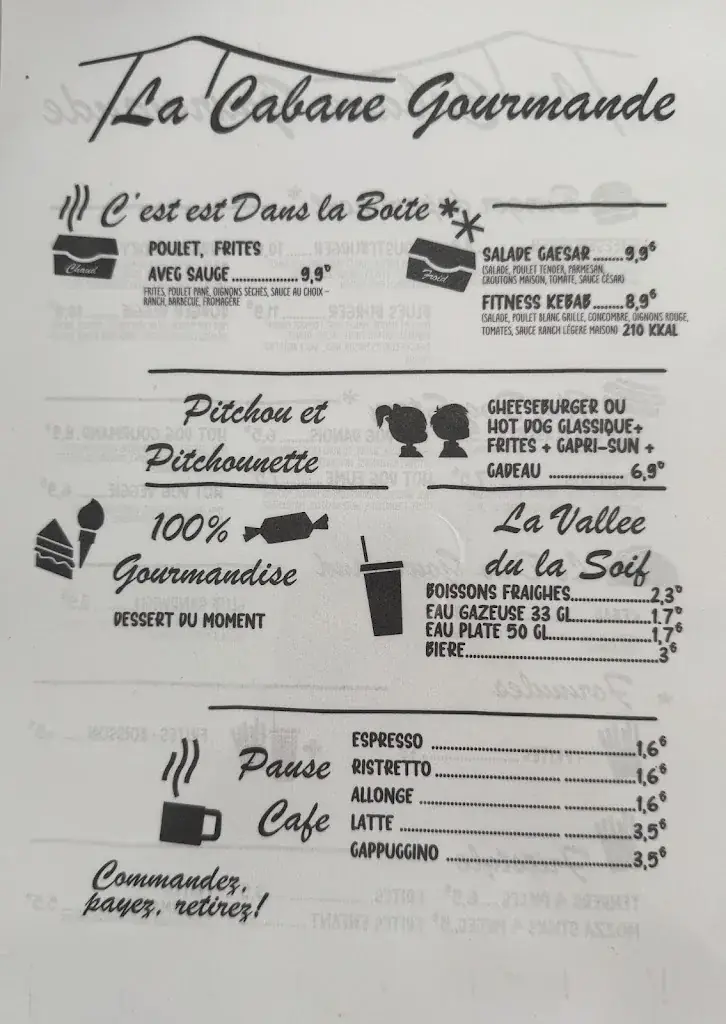 La Cabane Gourmande
C'est est Dans la Boite **
Chaud
POULET, FRITES
AVEC SAUCE................9,9€
FRITES, POULET PANÉ, OIGNONS SÉCHÉS, SAUCE AU CHOIX -
RANCH, BARBECUE, FROMAGÈRE
Froid
SALADE CAESAR.......9,9€
(SALADE, POULET TENDER, PARMESAN,
CROUTONS MAISON, TOMATE, SAUCE CÉSAR)
FITNESS KEBAB.......8,9€
(SALADE, POULET BLANC GRILLE, CONCOMBRE, OIGNONS ROUGE,
TOMATES, SAUCE RANCH LÉGERE MAISON) 210 KKAL
Pitchou et
Pitchounette
CHEESEBURGER OU
HOT DOG CLASSIQUE+
FRITES + CAPRI-SUN +
CADEAU .................. 6,9€
100%
Gourmandise
DESSERT DU MOMENT
La Vallee
du la Soif
BOISSONS FRAICHES...................2,3€
EAU GAZEUSE 33 CL...................1.7€
EAU PLATE 50 CL.........................1,7€
BIERE..............................................3€
Pause
Cafe
ESPRESSO ...............................1,6€
RISTRETTO...............................1,6€
ALLONGE .................................1,6€
LATTE .....................................3,5€
CAPPUCCINO ............................3,5€
Commandez,
payez, retirez!